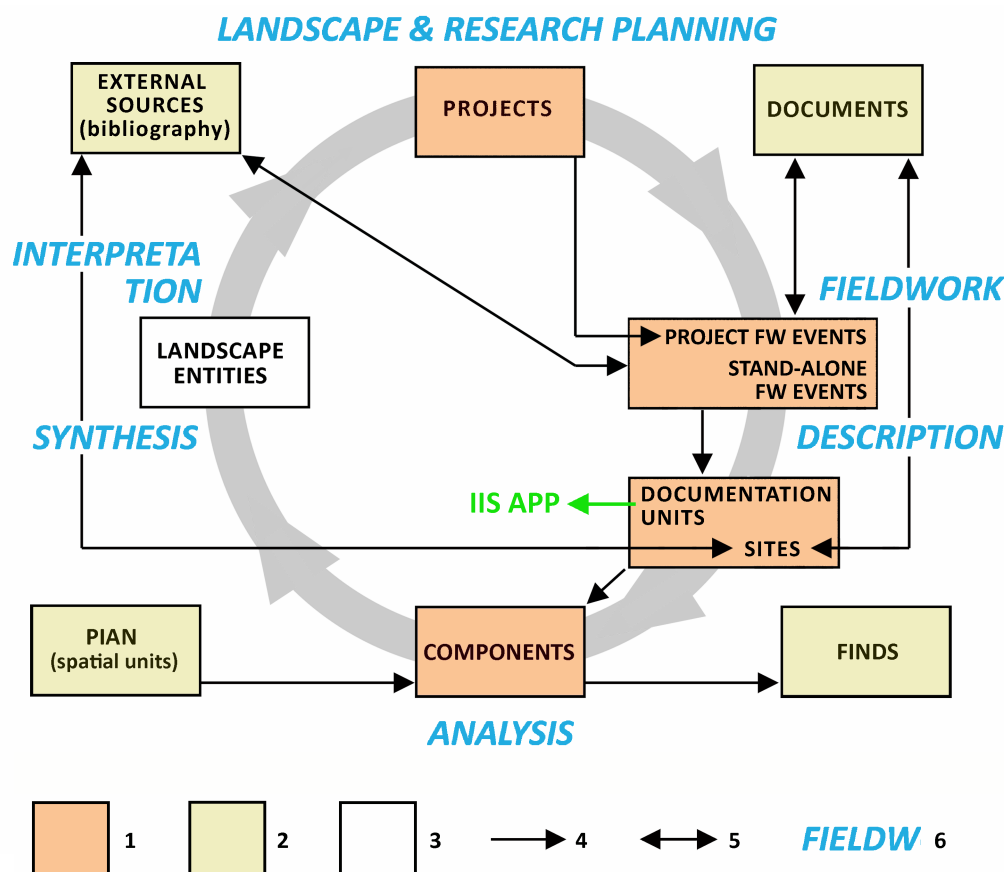 LANDSCAPE & RESEARCH PLANNING
EXTERNAL
SOURCES
(bibliography)
PROJECTS
DOCUMENTS
INTERPRETA
TION
FIELDWORK
LANDSCAPE
ENTITIES
PROJECT FW EVENTS
STAND-ALONE
FW EVENTS
SYNTHESIS
DESCRIPTION
IIS APP
DOCUMENTATION
UNITS
SITES
PIAN
(spatial units)
COMPONENTS
FINDS
ANALYSIS
1
2
3
4
5
FIELDW 6